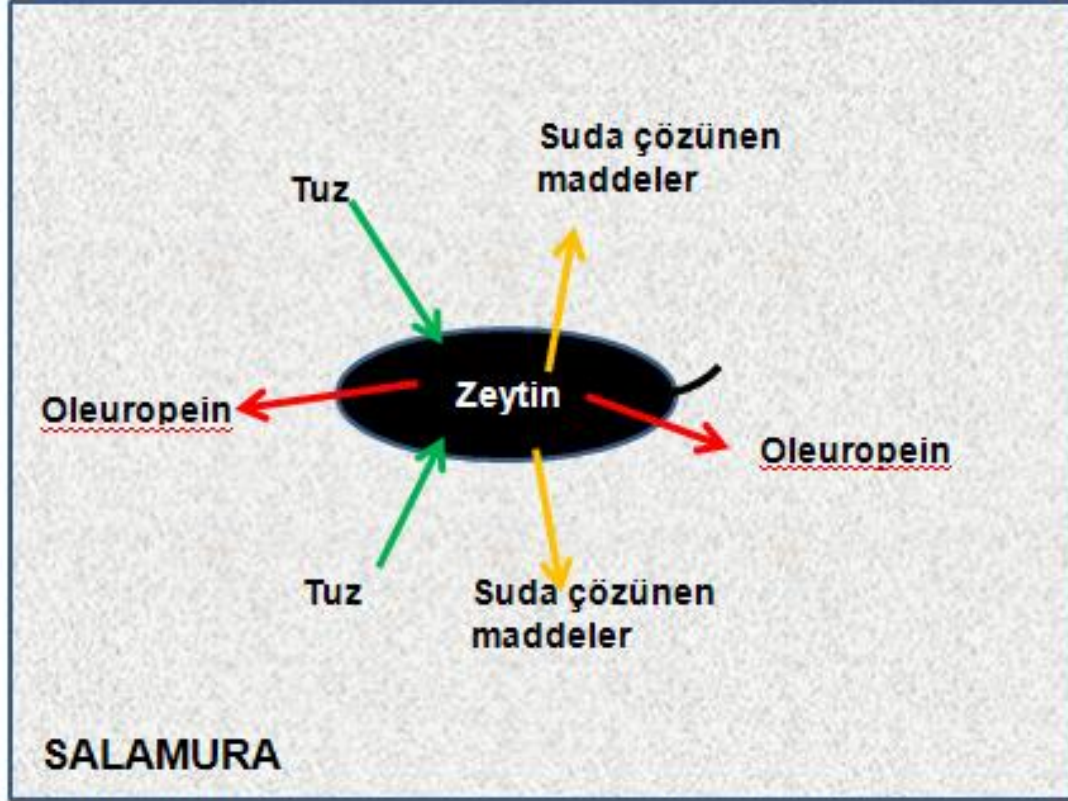 Suda çözünen
maddeler
Tuz
Zeytin
Oleuropein
Oleuropein
Tuz
Suda çözünen
maddeler
SALAMURA